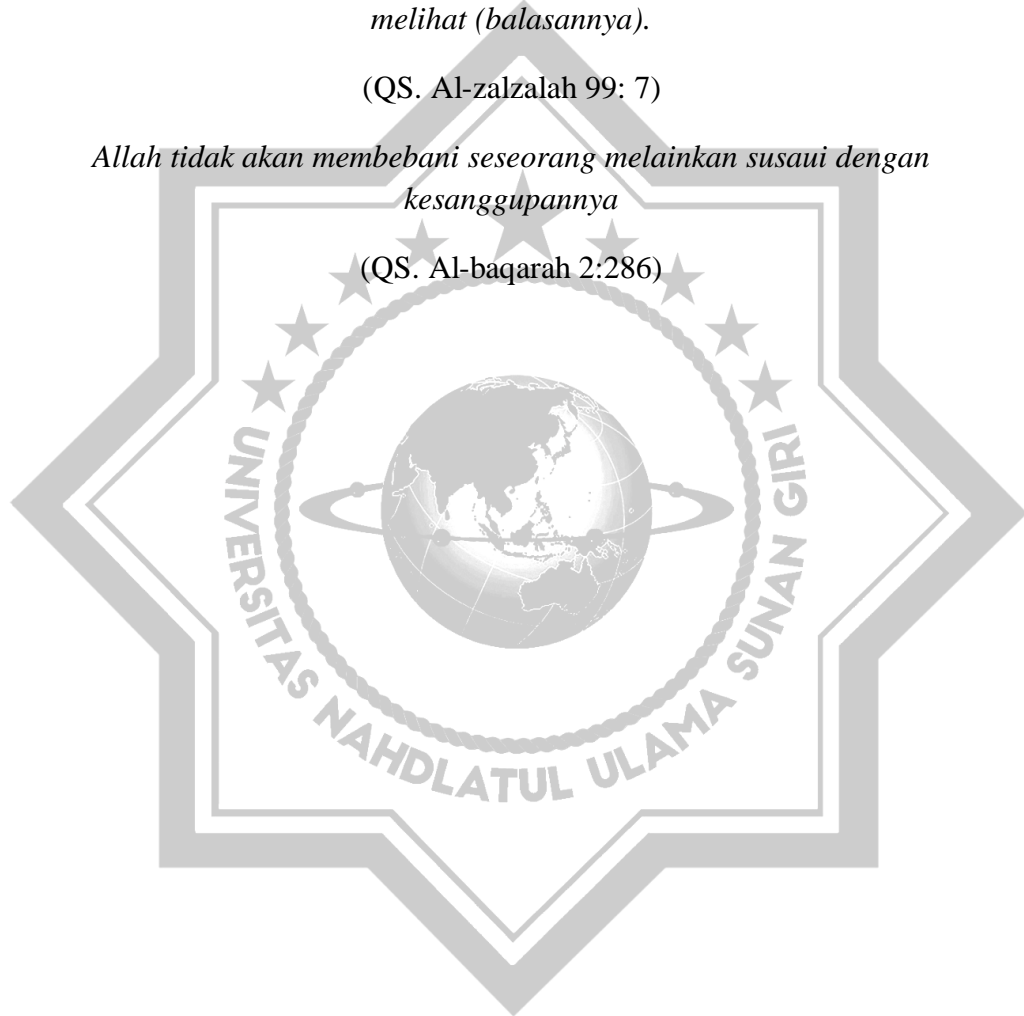 melihat (balasannya).
(QS. Al-zalzalah 99: 7)
Allah tidak akan membebani seseorang melainkan susaui dengan
kesanggupannya
(QS. Al-baqarah 2:286)
UNIVERSITAS NAHDLATUL ULAMA SUNAN GIRI